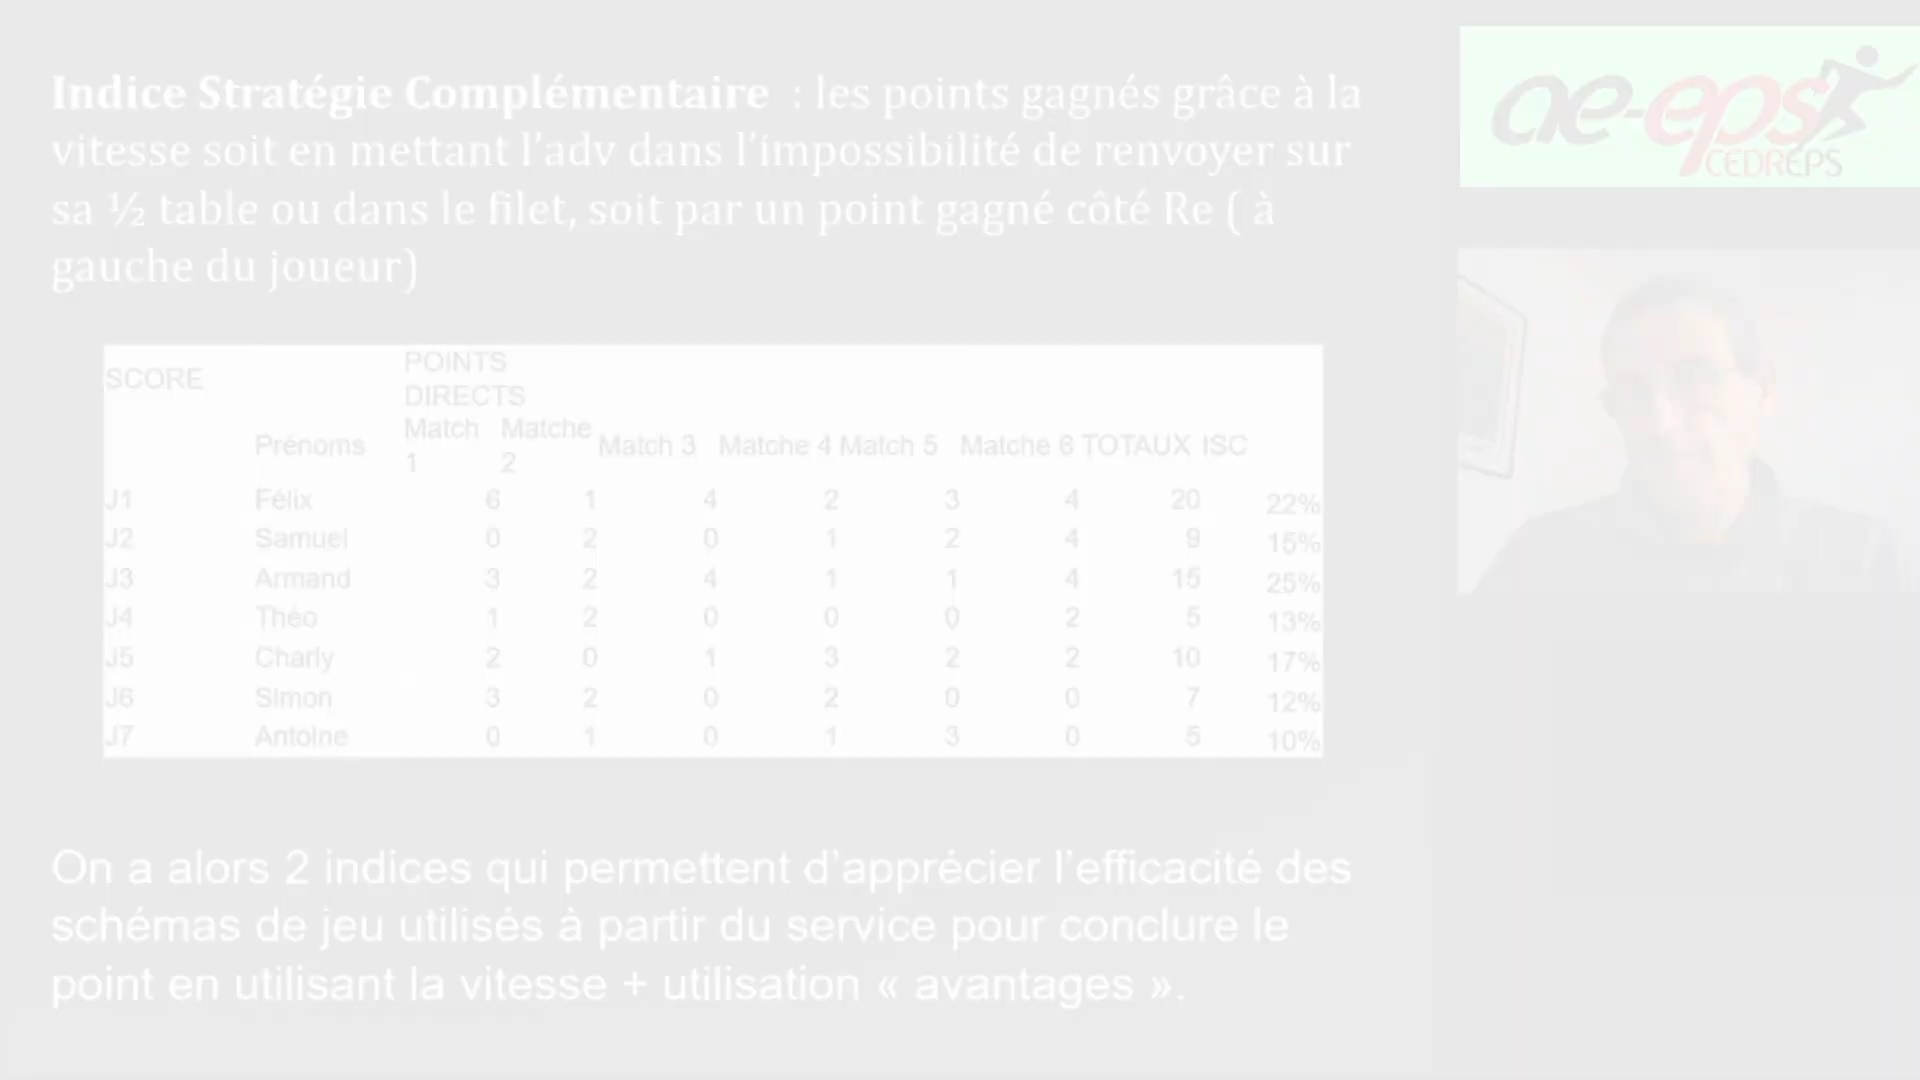 Indice Stratégie Complémentaire : les points gagnés grâce à la
vitesse soit en mettant l'adv dans l'impossibilité de renvoyer sur
sa ½ table ou dans le filet, soit par un point gagné côté Re ( à
gauche du joueur)
ae-eps
CEDREPS
SCORE POINTS
DIRECTS
Prénoms Match 1 Matche 2 Match 3 Matche 4 Match 5 Matche 6 TOTAUX ISC
J1 Félix 6 1 4 2 3 4 20 22%
J2 Samuel 0 2 0 1 2 4 9 15%
J3 Armand 3 2 4 1 1 4 15 25%
J4 Théo 1 2 0 0 0 2 5 13%
J5 Charly 2 0 1 3 2 2 10 17%
J6 Simon 3 2 0 2 0 0 7 12%
J7 Antoine 0 1 0 1 3 0 5 10%
On a alors 2 indices qui permettent d'apprécier l'efficacité des
schémas de jeu utilisés à partir du service pour conclure le
point en utilisant la vitesse + utilisation « avantages ».